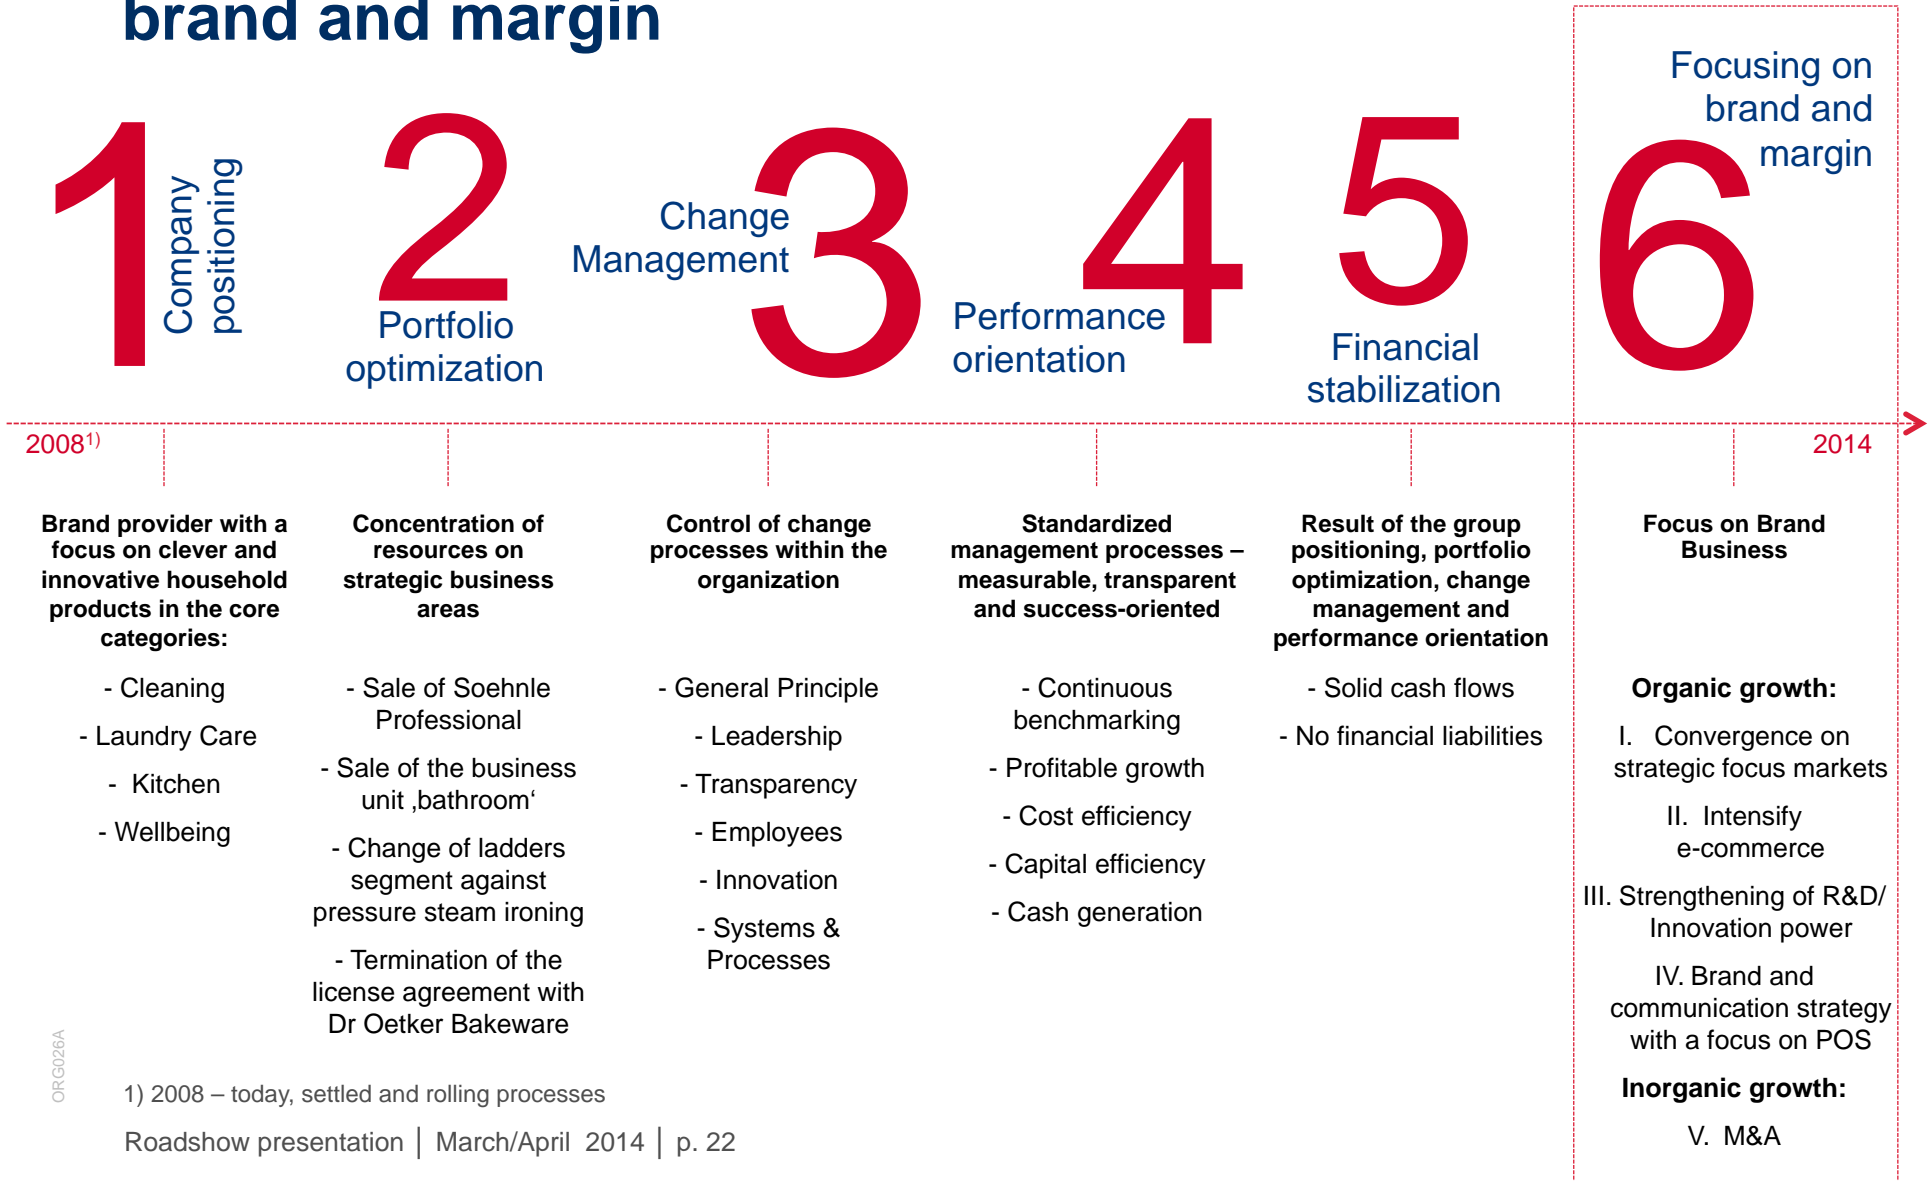 brand and margin
1
Company
positioning
2
Portfolio
optimization
3
Change
Management
4
Performance
orientation
5
Financial
stabilization
6
Focusing on
brand and
margin
2008¹⁾
2014
Brand provider with a
focus on clever and
innovative household
products in the core
categories:
- Cleaning
- Laundry Care
- Kitchen
- Wellbeing
Concentration of
resources on
strategic business
areas
- Sale of Soehnle
Professional
- Sale of the business
unit ‚bathroom‘
- Change of ladders
segment against
pressure steam ironing
- Termination of the
license agreement with
Dr Oetker Bakeware
Control of change
processes within the
organization
- General Principle
- Leadership
- Transparency
- Employees
- Innovation
- Systems &
Processes
Standardized
management processes –
measurable, transparent
and success-oriented
- Continuous
benchmarking
- Profitable growth
- Cost efficiency
- Capital efficiency
- Cash generation
Result of the group
positioning, portfolio
optimization, change
management and
performance orientation
- Solid cash flows
- No financial liabilities
Focus on Brand
Business
Organic growth:
I. Convergence on
strategic focus markets
II. Intensify
e-commerce
III. Strengthening of R&D/
Innovation power
IV. Brand and
communication strategy
with a focus on POS
Inorganic growth:
V. M&A
ORG026A
1) 2008 – today, settled and rolling processes
Roadshow presentation │ March/April 2014 │ p. 22